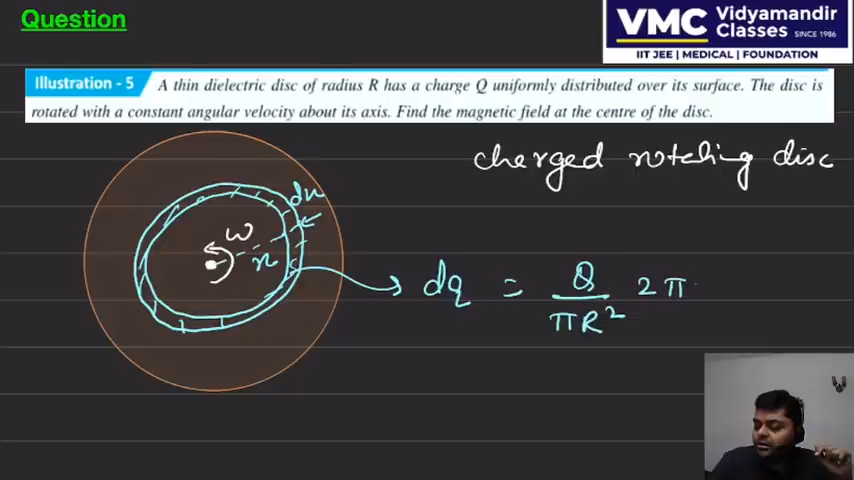 Question
VMC Vidyamandir Classes SINCE 1986
IIT JEE | MEDICAL | FOUNDATION
Illustration - 5 A thin dielectric disc of radius R has a charge Q uniformly distributed over its surface. The disc is
rotated with a constant angular velocity about its axis. Find the magnetic field at the centre of the disc.
charged rotating disc
dx
ω
x
dq = Q/πR² 2π